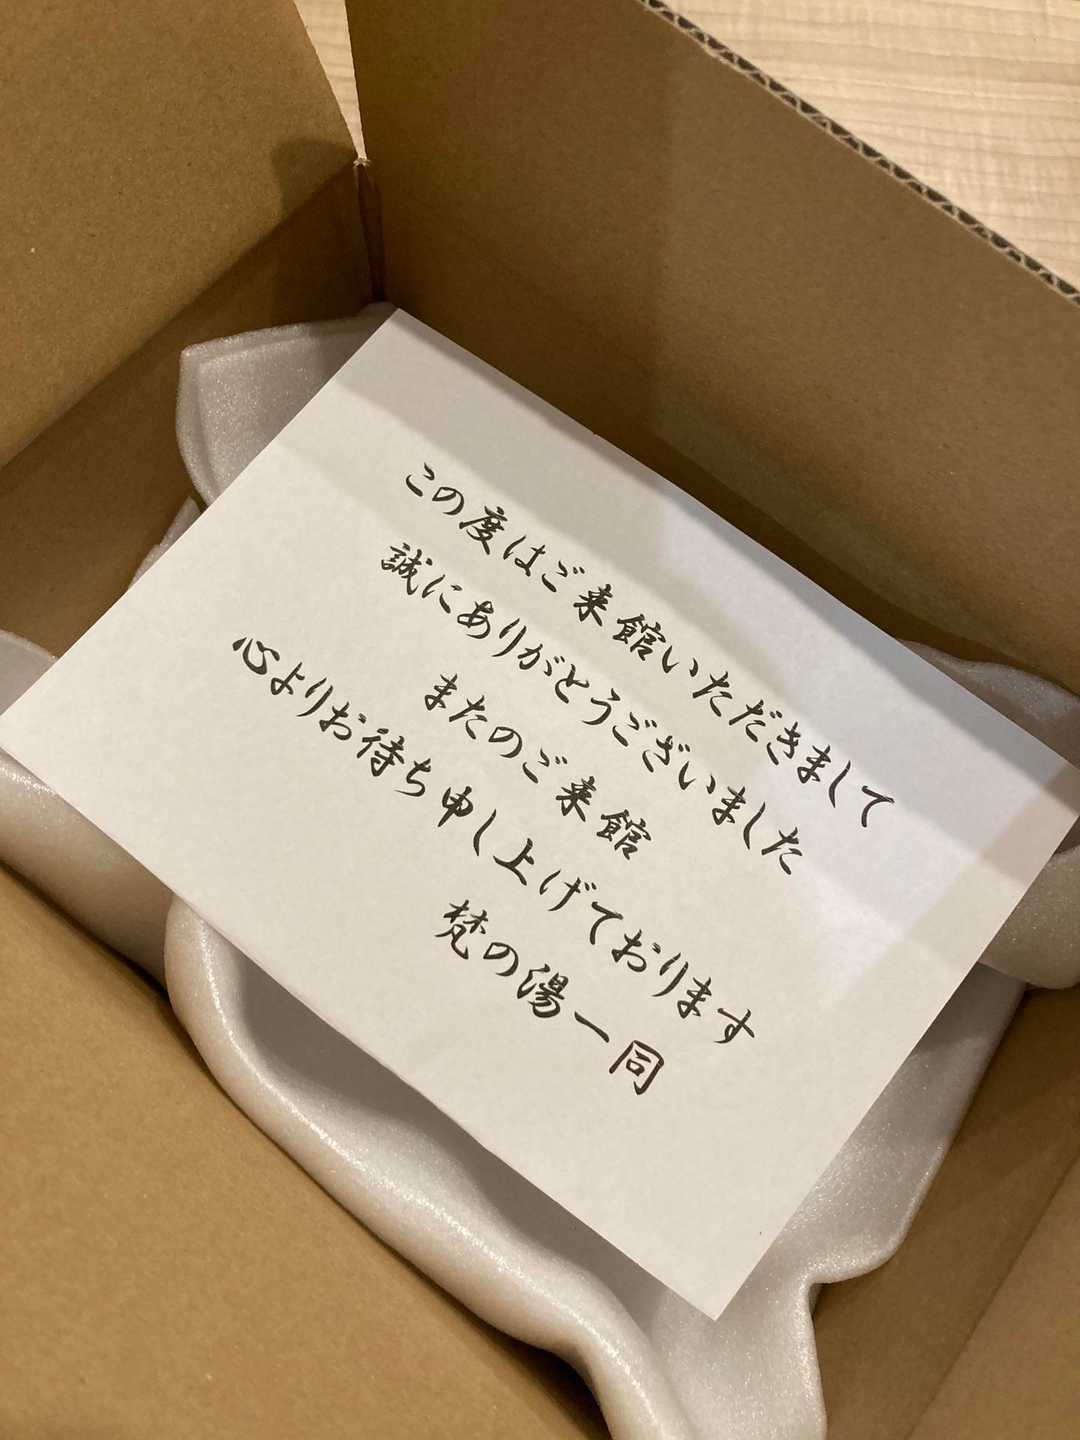 この度はご来館いただきまして
誠にありがとうございました
またのご来館
心よりお待ち申し上げております
梵の湯一同